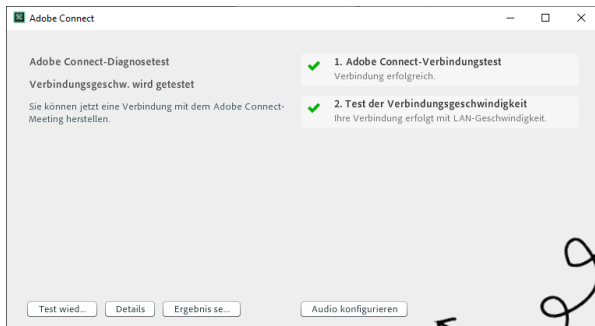 Adobe Connect
Adobe Connect-Diagnosetest
Verbindungsgeschw. wird getestet
Sie können jetzt eine Verbindung mit dem Adobe Connect-
Meeting herstellen.
1. Adobe Connect-Verbindungstest
Verbindung erfolgreich.
2. Test der Verbindungsgeschwindigkeit
Ihre Verbindung erfolgt mit LAN-Geschwindigkeit.
Test wied...
Details
Ergebnis se...
Audio konfigurieren